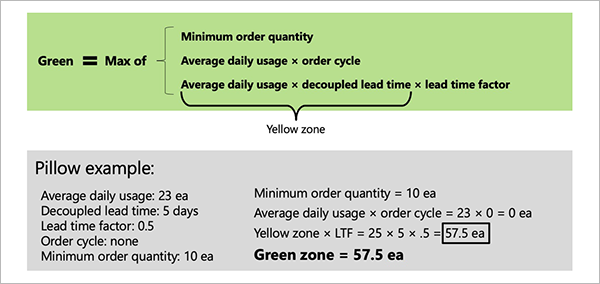 Green = Max of
Minimum order quantity
Average daily usage × order cycle
Average daily usage × decoupled lead time × lead time factor
Yellow zone
Pillow example:
Average daily usage: 23 ea
Decoupled lead time: 5 days
Lead time factor: 0.5
Order cycle: none
Minimum order quantity: 10 ea
Minimum order quantity = 10 ea
Average daily usage × order cycle = 23 × 0 = 0 ea
Yellow zone × LTF = 25 × 5 × .5 = 57.5 ea
Green zone = 57.5 ea